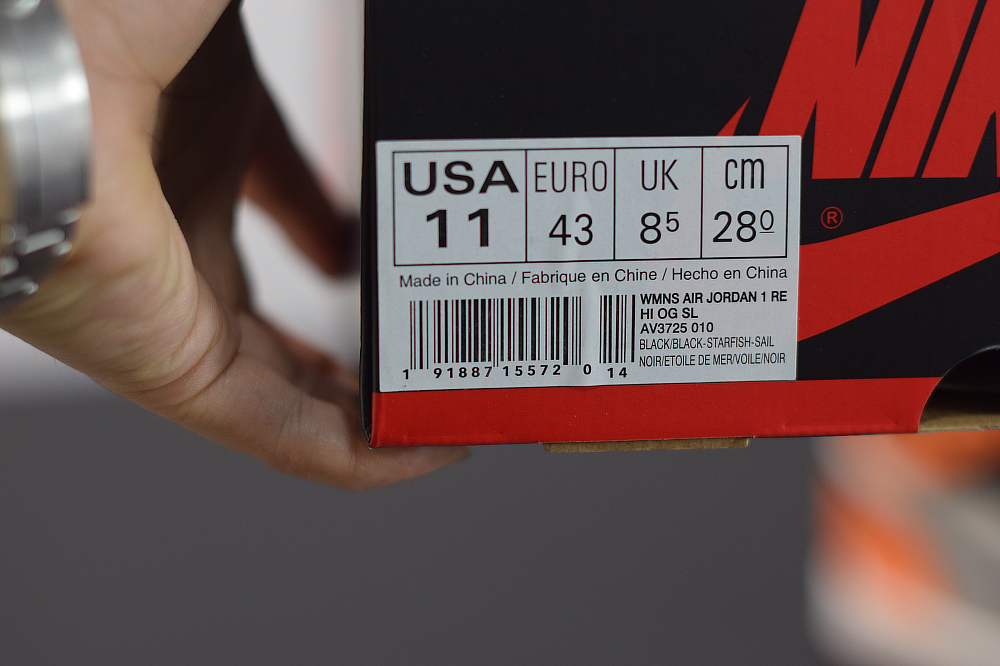 NIK
®
USA EURO UK cm
11 43 8⁵ 28⁰
Made in China / Fabrique en Chine / Hecho en China
WMNS AIR JORDAN 1 RE
HI OG SL
AV3725 010
BLACK/BLACK-STARFISH-SAIL
NOIR/ETOILE DE MER/VOILE/NOIR
1 91887 15572 0 14